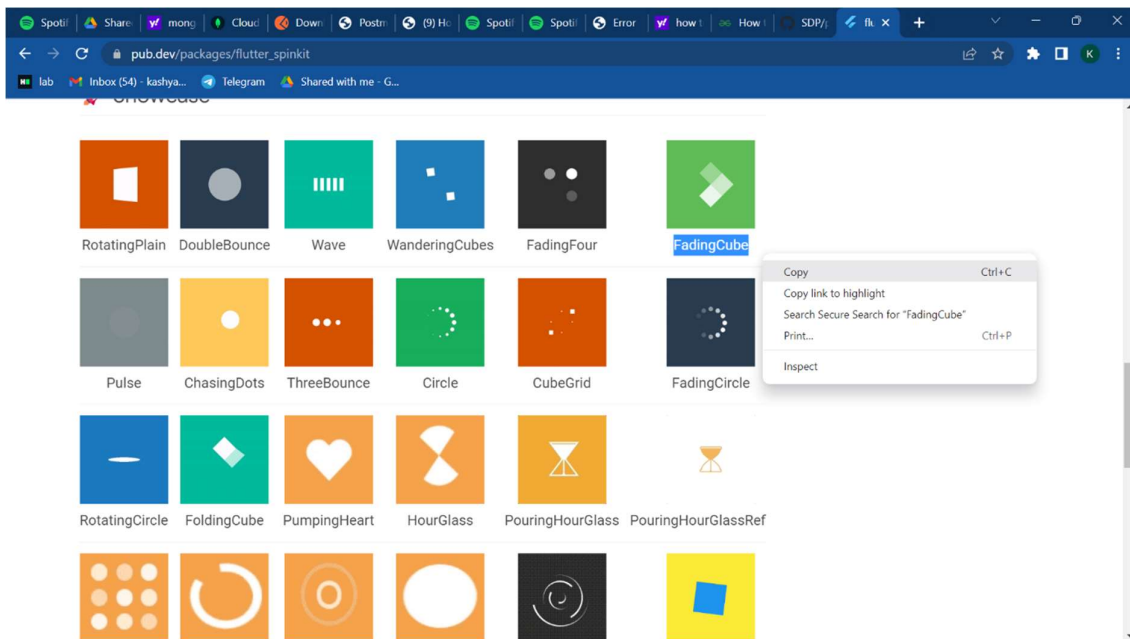 Spotif
Share
mong
Cloud
Down
Postm
(9) Ho
Spotif
Spotif
Error
how t
How t
SDP/p
flu
pub.dev/packages/flutter_spinkit
K
lab
Inbox (54) - kashya...
Telegram
Shared with me - G...
Showcase
RotatingPlain DoubleBounce Wave WanderingCubes FadingFour FadingCube
Copy Ctrl+C
Copy link to highlight
Search Secure Search for "FadingCube"
Print... Ctrl+P
Inspect
Pulse ChasingDots ThreeBounce Circle CubeGrid FadingCircle
RotatingCircle FoldingCube PumpingHeart HourGlass PouringHourGlass PouringHourGlassRef